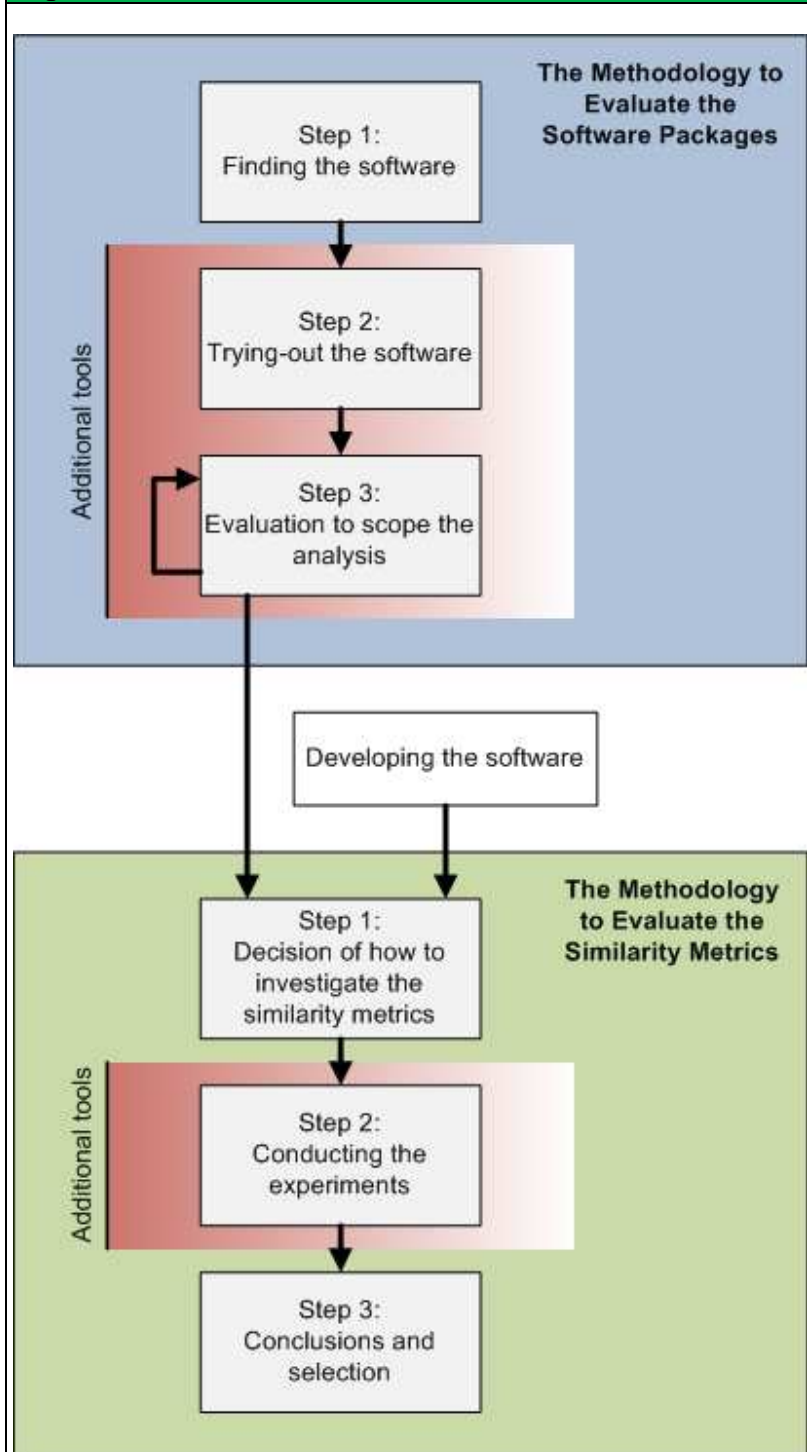 The Methodology to
Evaluate the
Software Packages
Step 1:
Finding the software
Additional tools
Step 2:
Trying-out the software
Step 3:
Evaluation to scope the
analysis
Developing the software
The Methodology
to Evaluate the
Similarity Metrics
Step 1:
Decision of how to
investigate the
similarity metrics
Additional tools
Step 2:
Conducting the
experiments
Step 3:
Conclusions and
selection